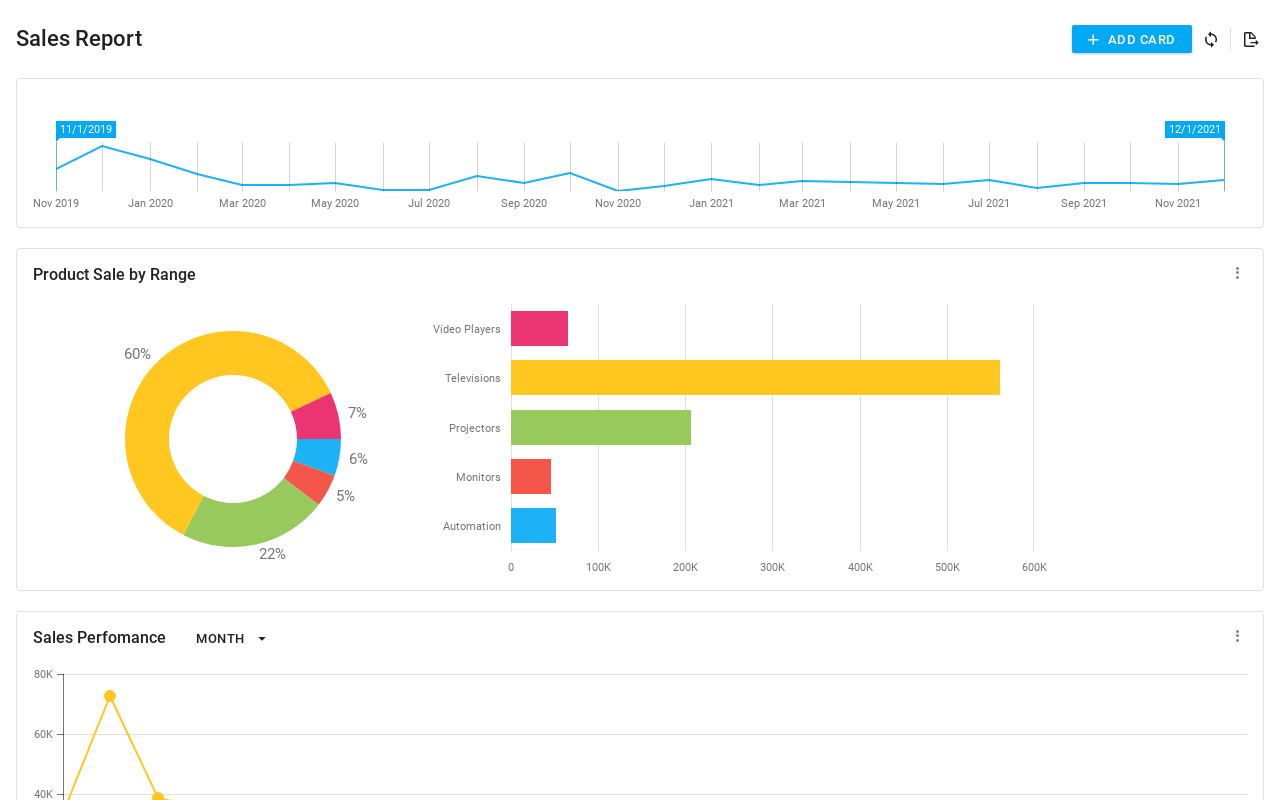 Sales Report
ADD CARD
11/1/2019
12/1/2021
Nov 2019 Jan 2020 Mar 2020 May 2020 Jul 2020 Sep 2020 Nov 2020 Jan 2021 Mar 2021 May 2021 Jul 2021 Sep 2021 Nov 2021
Product Sale by Range
60%
7%
6%
5%
22%
Video Players
Televisions
Projectors
Monitors
Automation
0 100K 200K 300K 400K 500K 600K
Sales Perfomance
MONTH
80K
60K
40K